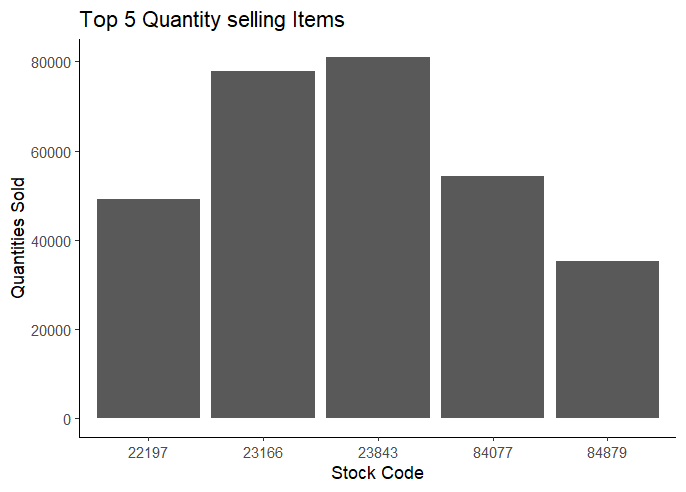 Top 5 Quantity selling Items
Quantities Sold
80000
60000
40000
20000
0
22197 23166 23843 84077 84879
Stock Code